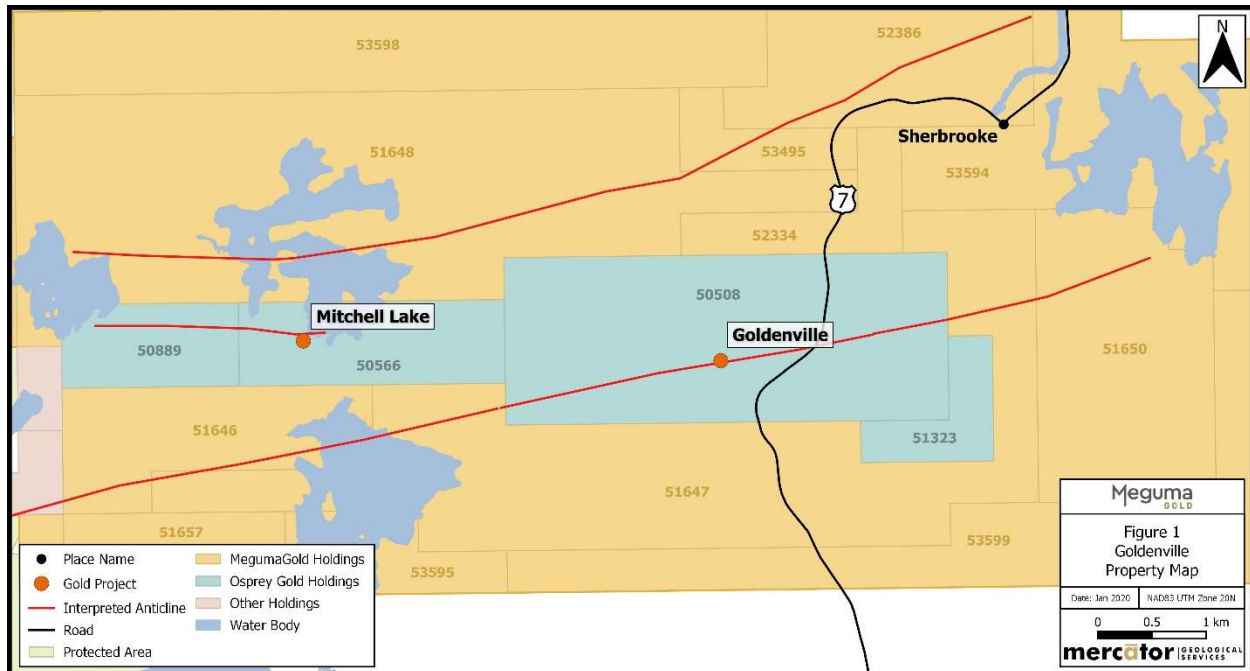 53598
52386
N
Sherbrooke
51648
53495
53594
7
52334
50508
Mitchell Lake
Goldenville
50889
50566
51650
51646
51323
51647
51657
53599
53595
Place Name
Gold Project
Interpreted Anticline
Road
Protected Area
MegumaGold Holdings
Osprey Gold Holdings
Other Holdings
Water Body
Meguma
GOLD
Figure 1
Goldenville
Property Map
Date: Jan 2020
NAD83 UTM Zone 20N
0 0.5 1 km
mercator GEOLOGICAL
SERVICES